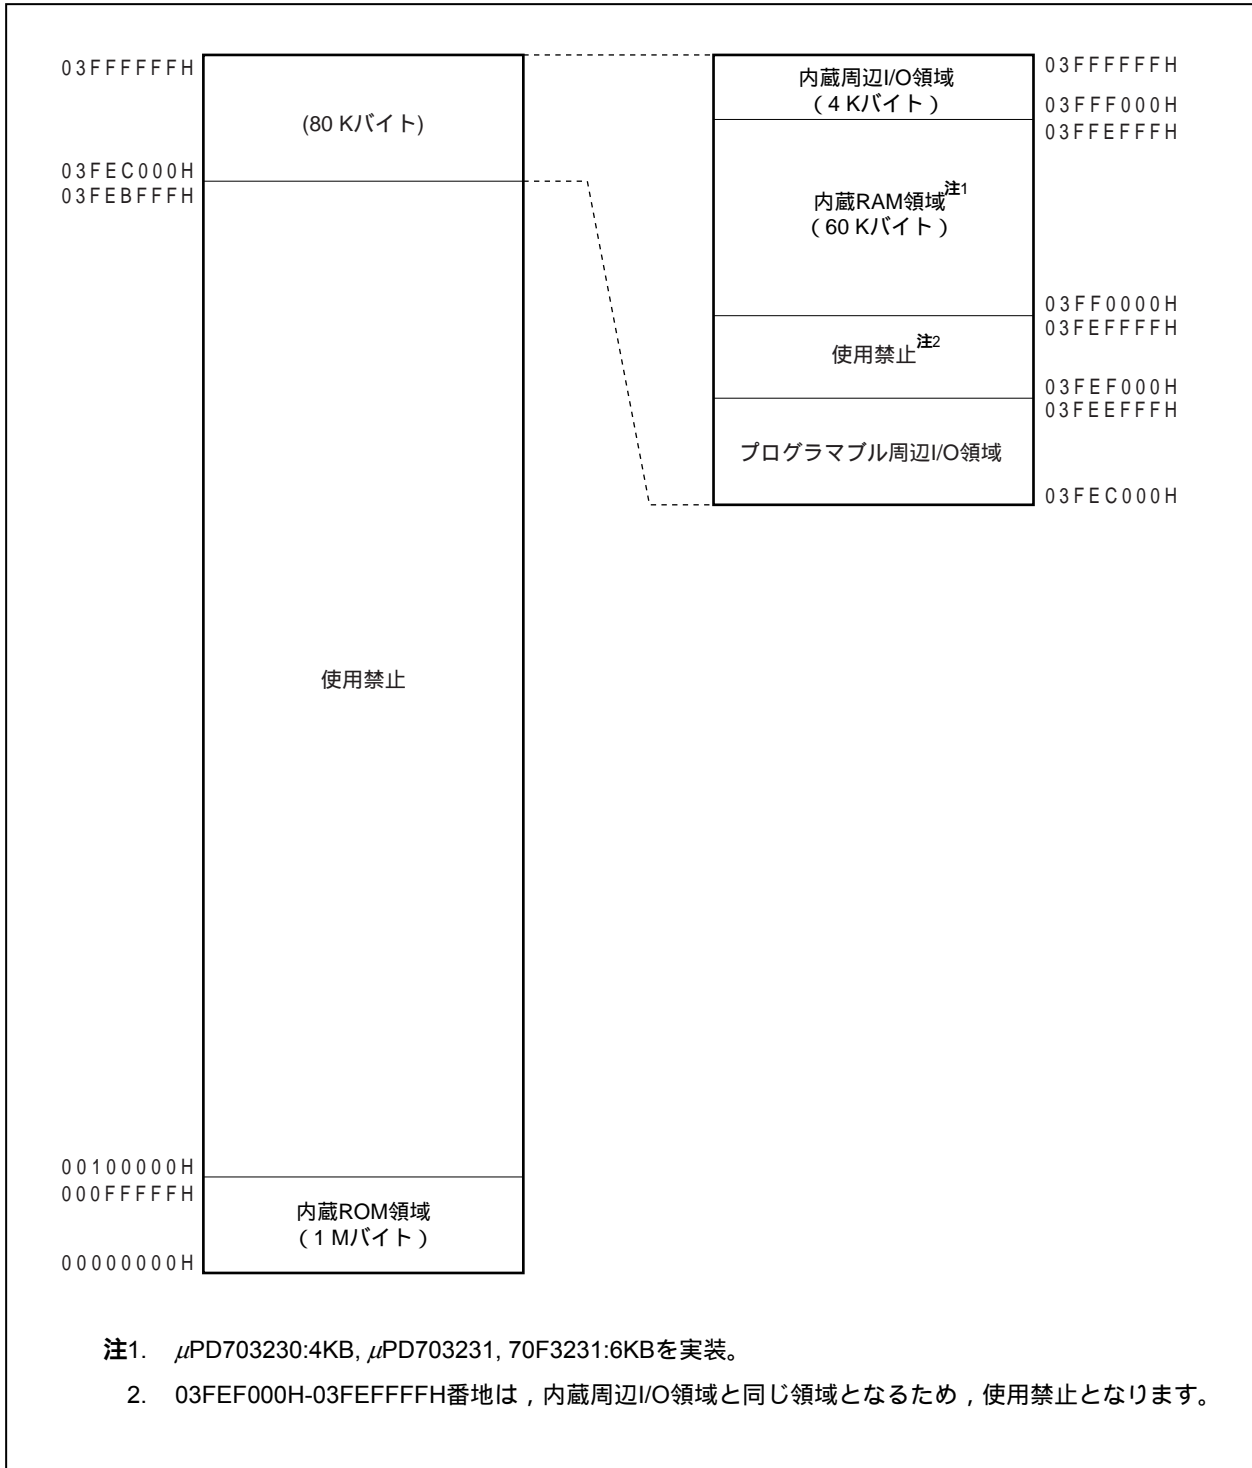 03FFFFFFH
(80 Kバイト)
03FEC000H
03FEBFFFH
使用禁止
00100000H
000FFFFFH
内蔵ROM領域
(1 Mバイト)
00000000H
内蔵周辺I/O領域
(4 Kバイト)
03FFFFFFH
03FFF000H
03FFEFFFH
内蔵RAM領域注1
(60 Kバイト)
03FF0000H
03FEFFFFH
使用禁止注2
03FEF000H
03FEEFFFH
プログラマブル周辺I/O領域
03FEC000H
注1. μPD703230:4KB, μPD703231, 70F3231:6KBを実装。
2. 03FEF000H-03FEFFFFH番地は,内蔵周辺I/O領域と同じ領域となるため,使用禁止となります。